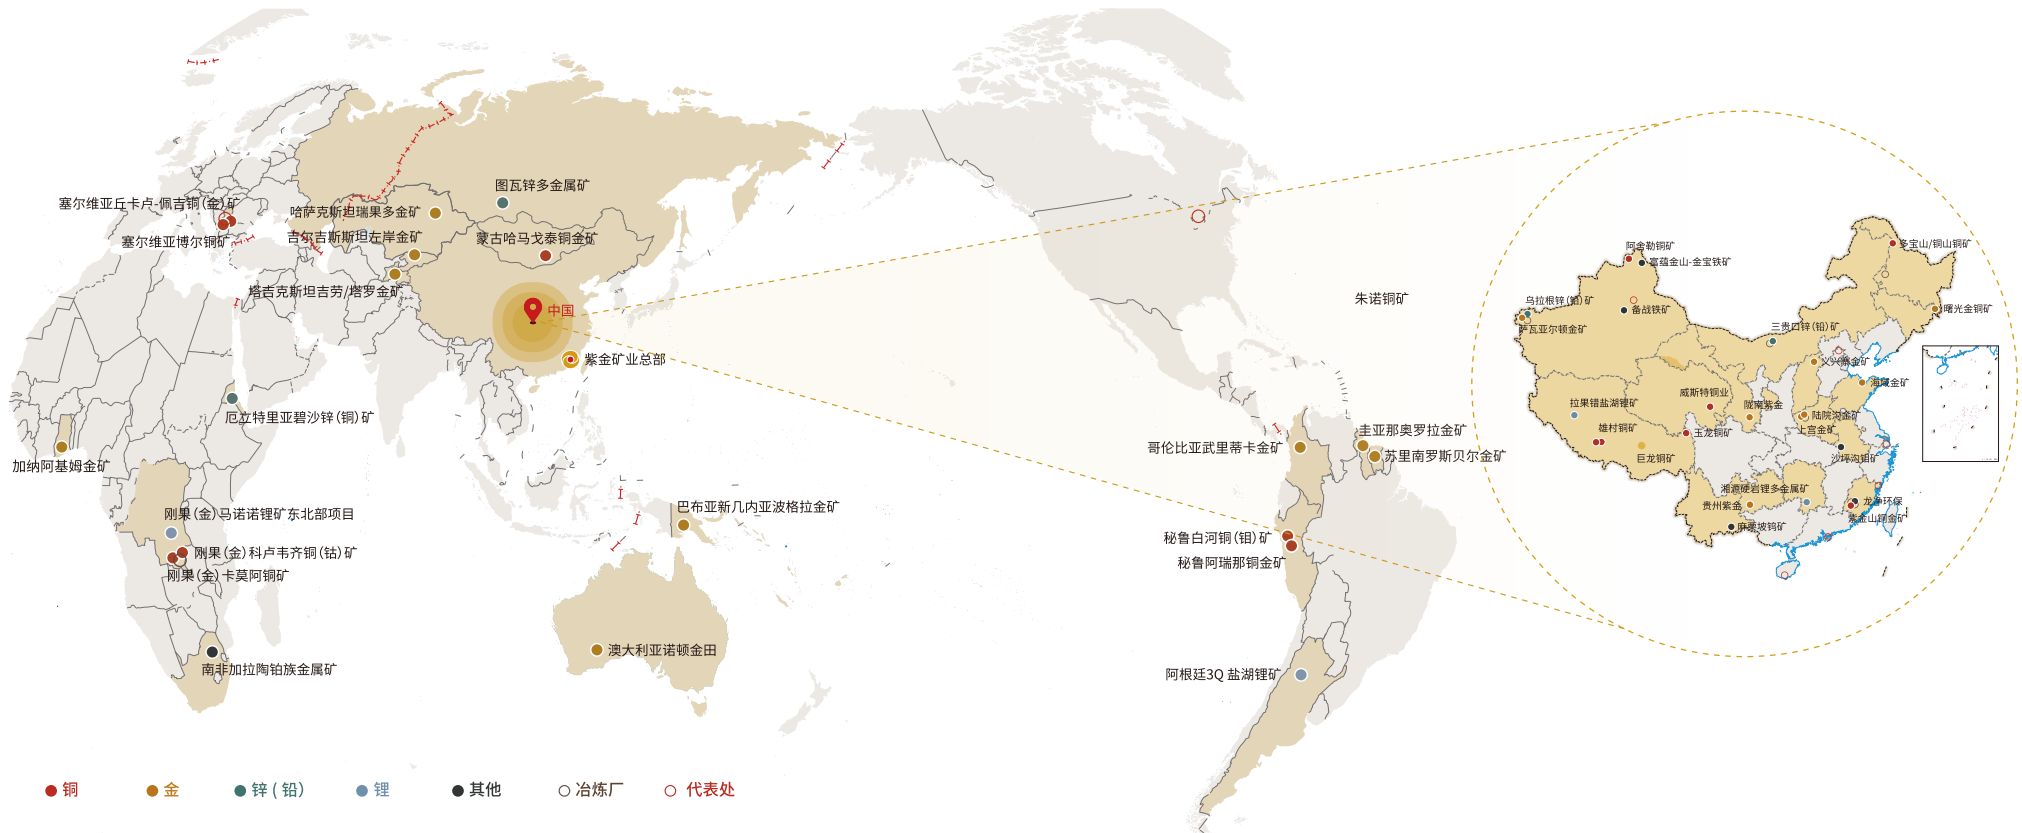 图瓦锌多金属矿
塞尔维亚丘卡卢-佩吉铜(金)矿
哈萨克斯坦瑞果多金矿
塞尔维亚博尔铜矿
吉尔吉斯斯坦左岸金矿
蒙古哈马戈泰铜金矿
塔吉克斯坦吉劳/塔罗金矿
中国
紫金矿业总部
朱诺铜矿
厄立特里亚碧沙锌(铜)矿
加纳阿基姆金矿
刚果(金)马诺诺锂矿东北部项目
刚果(金)科卢韦齐铜(钴)矿
刚果(金)卡莫阿铜矿
南非加拉陶铂族金属矿
巴布亚新几内亚波格拉金矿
澳大利亚诺顿金田
哥伦比亚武里蒂卡金矿
圭亚那奥罗拉金矿
苏里南罗斯贝尔金矿
秘鲁白河铜(钼)矿
秘鲁阿瑞那铜金矿
阿根廷3Q 盐湖锂矿
阿舍勒铜矿
富蕴金山-金宝铁矿
多宝山/铜山铜矿
乌拉根锌(铅)矿
备战铁矿
曙光金铜矿
萨瓦亚尔顿金矿
三贵口锌(铅)矿
义兴寨金矿
海域金矿
威斯特铜业
拉果错盐湖锂矿
陇南紫金
陆院沟金矿
雄村铜矿
玉龙铜矿
上宫金矿
巨龙铜矿
沙坪沟钼矿
湘源硬岩锂多金属矿
贵州紫金
龙净环保
紫金山铜金矿
麻栗坡钨矿
铜
金
锌 ( 铅)
锂
其他
冶炼厂
代表处